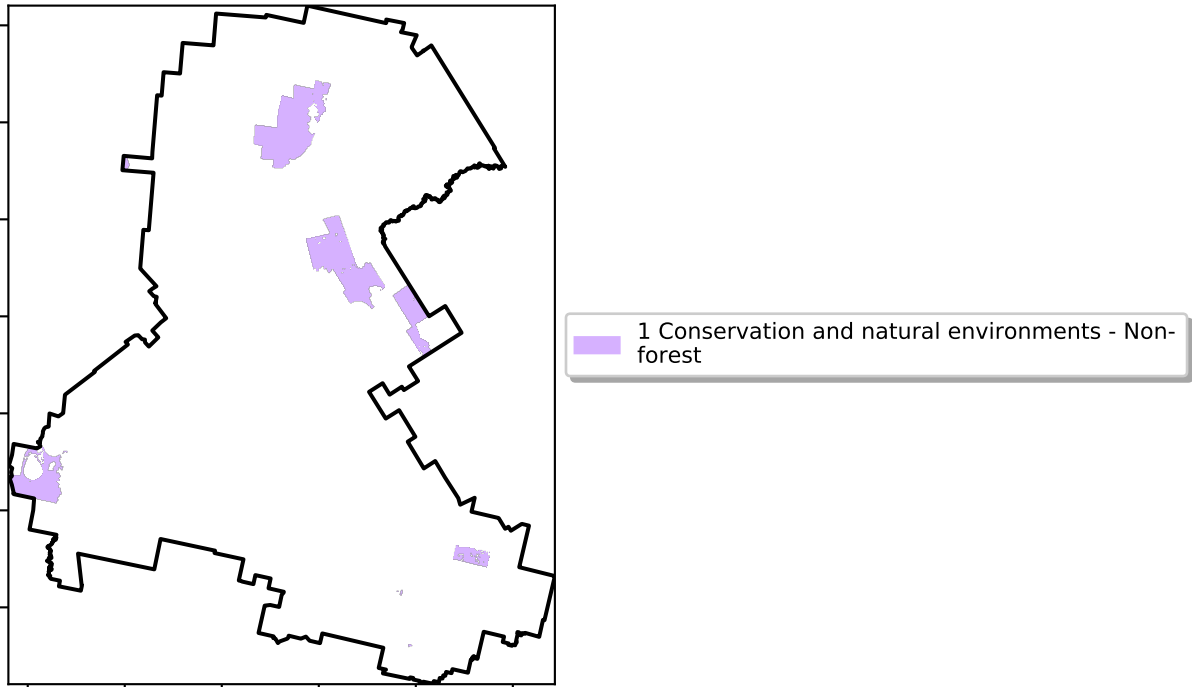 1 Conservation and natural environments - Non-
forest